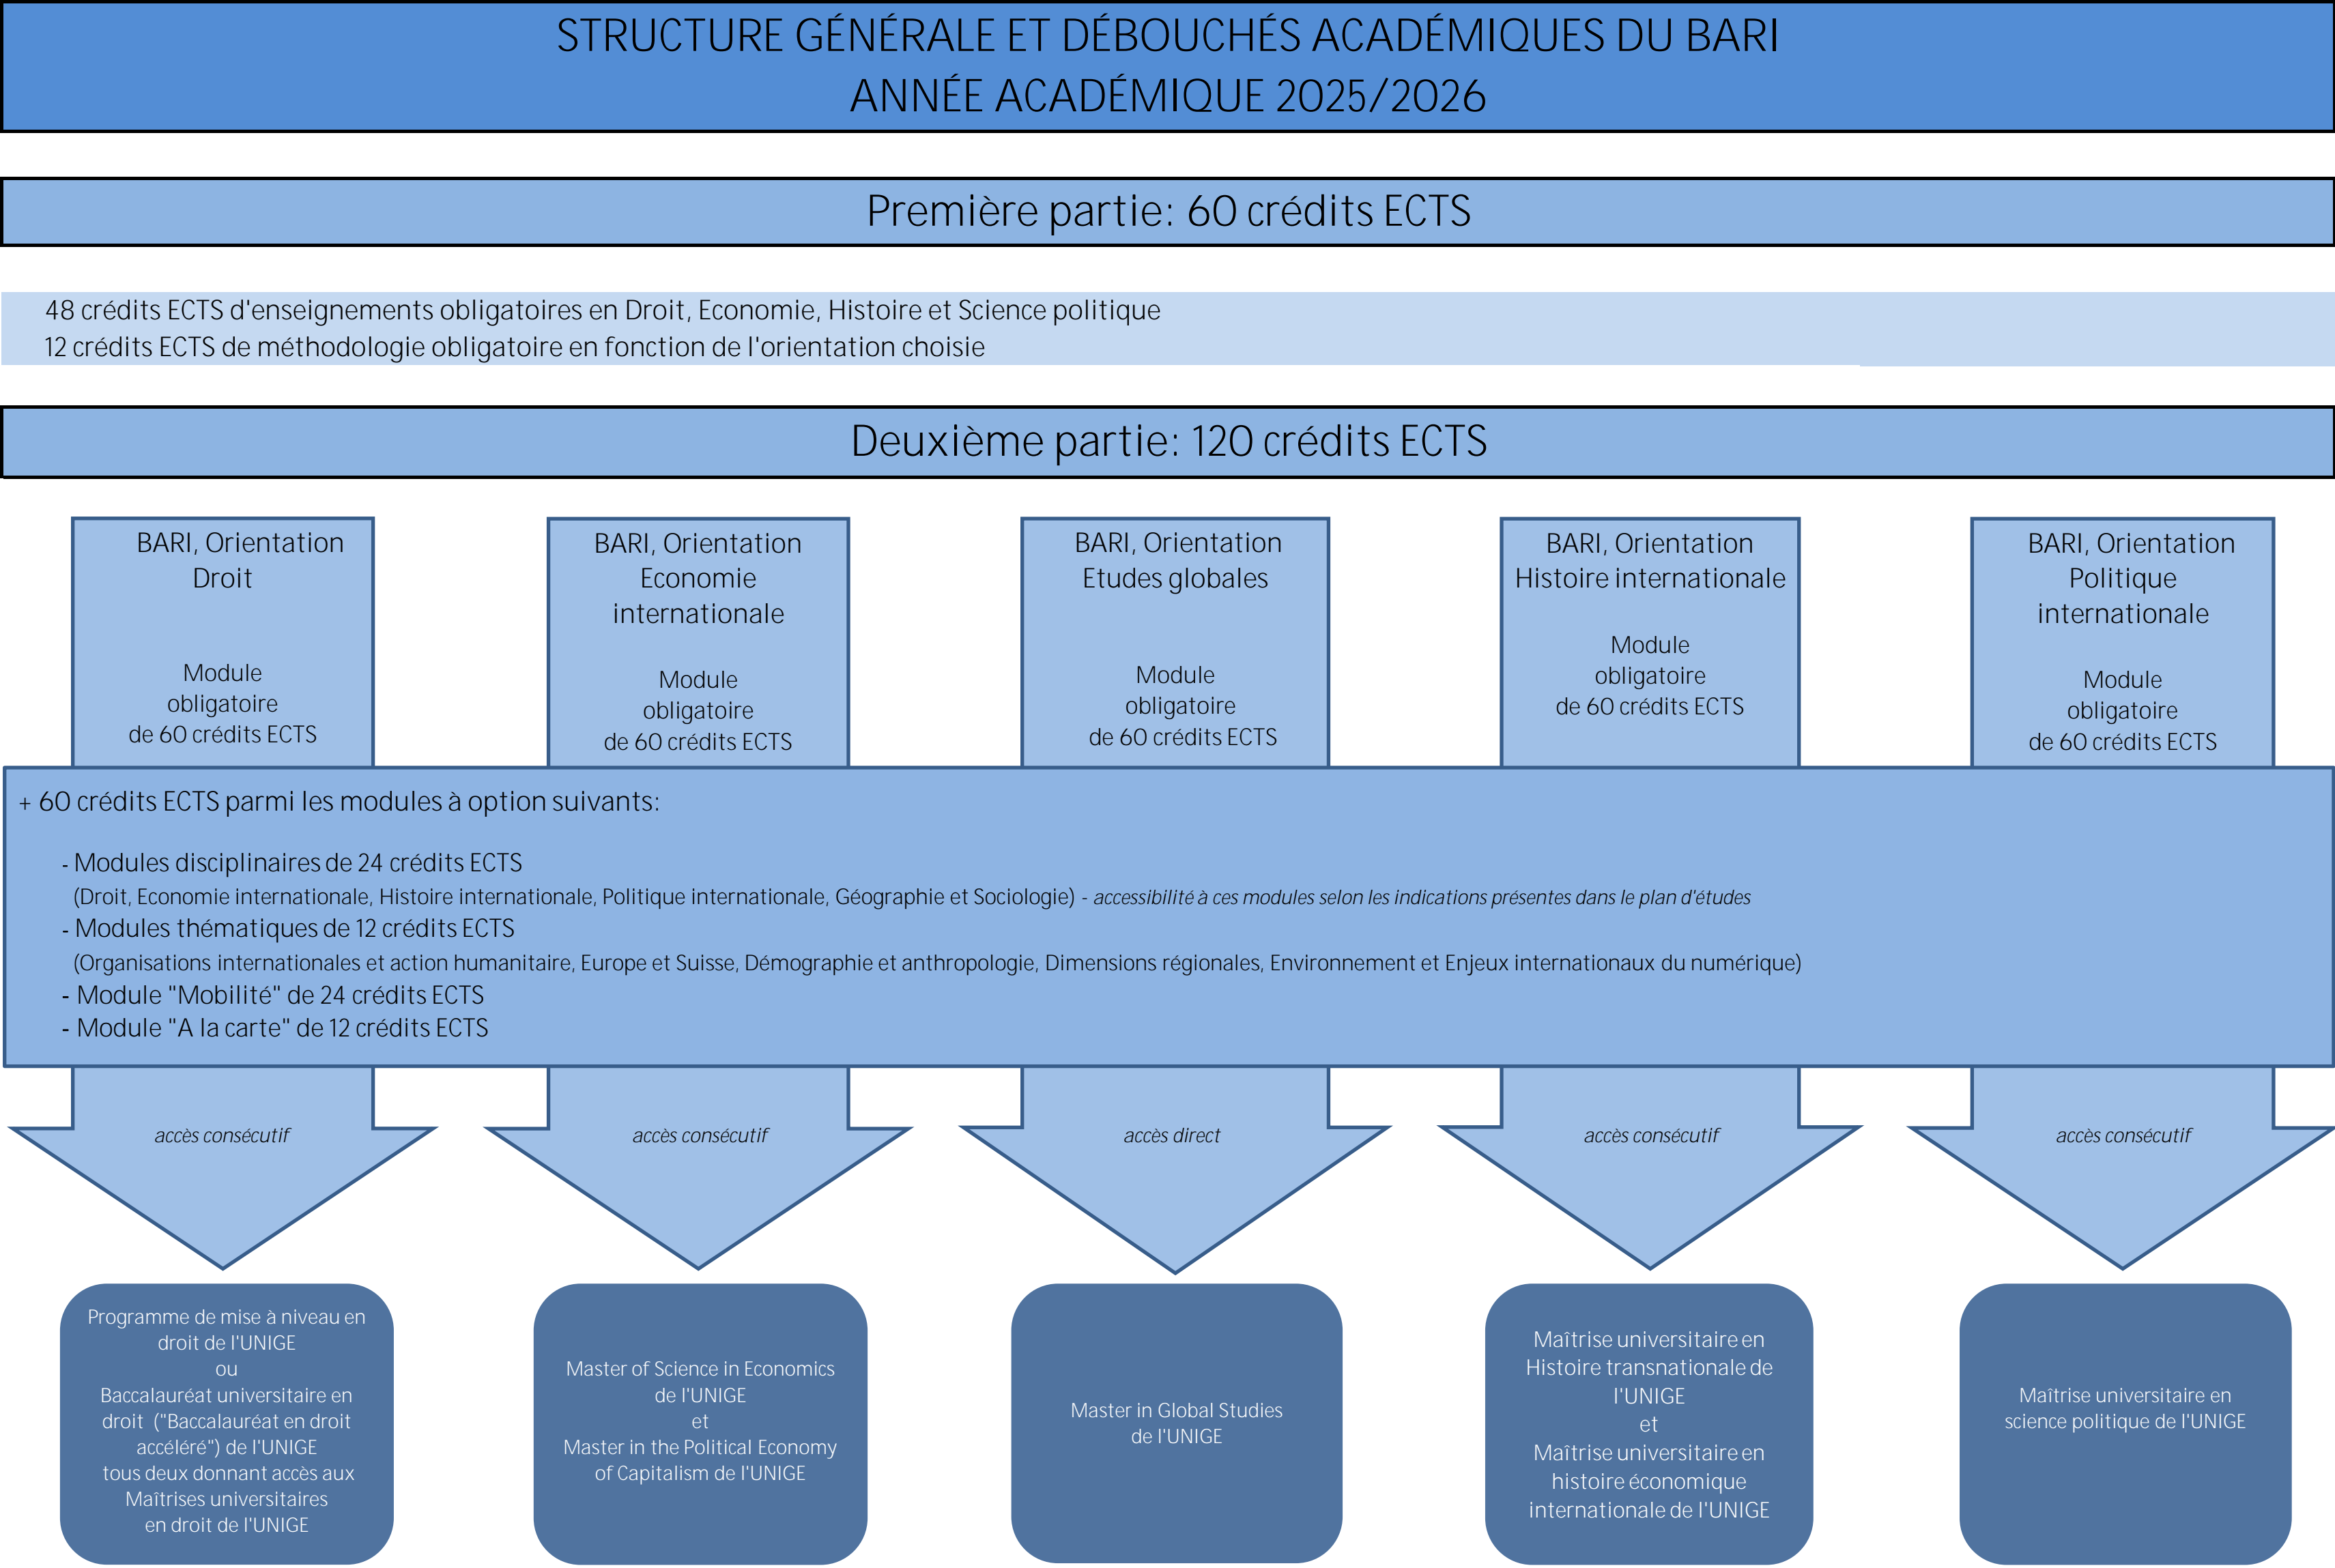 STRUCTURE GÉNÉRALE ET DÉBOUCHÉS ACADÉMIQUES DU BARI
ANNÉE ACADÉMIQUE 2025/2026
Première partie: 60 crédits ECTS
48 crédits ECTS d'enseignements obligatoires en Droit, Economie, Histoire et Science politique
12 crédits ECTS de méthodologie obligatoire en fonction de l'orientation choisie
Deuxième partie: 120 crédits ECTS
BARI, Orientation
Droit
Module
obligatoire
de 60 crédits ECTS
BARI, Orientation
Economie
internationale
Module
obligatoire
de 60 crédits ECTS
BARI, Orientation
Etudes globales
Module
obligatoire
de 60 crédits ECTS
BARI, Orientation
Histoire internationale
Module
obligatoire
de 60 crédits ECTS
BARI, Orientation
Politique
internationale
Module
obligatoire
de 60 crédits ECTS
+ 60 crédits ECTS parmi les modules à option suivants:
- Modules disciplinaires de 24 crédits ECTS
(Droit, Economie internationale, Histoire internationale, Politique internationale, Géographie et Sociologie) - accessibilité à ces modules selon les indications présentes dans le plan d'études
- Modules thématiques de 12 crédits ECTS
(Organisations internationales et action humanitaire, Europe et Suisse, Démographie et anthropologie, Dimensions régionales, Environnement et Enjeux internationaux du numérique)
- Module "Mobilité" de 24 crédits ECTS
- Module "A la carte" de 12 crédits ECTS
accès consécutif
accès consécutif
accès direct
accès consécutif
accès consécutif
Programme de mise à niveau en
droit de l'UNIGE
ou
Baccalauréat universitaire en
droit ("Baccalauréat en droit
accéléré") de l'UNIGE
tous deux donnant accès aux
Maîtrises universitaires
en droit de l'UNIGE
Master of Science in Economics
de l'UNIGE
et
Master in the Political Economy
of Capitalism de l'UNIGE
Master in Global Studies
de l'UNIGE
Maîtrise universitaire en
Histoire transnationale de
l'UNIGE
et
Maîtrise universitaire en
histoire économique
internationale de l'UNIGE
Maîtrise universitaire en
science politique de l'UNIGE